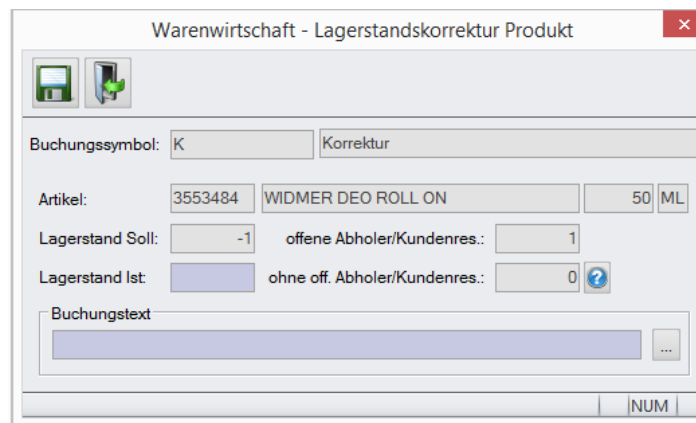 Warenwirtschaft - Lagerstandskorrektur Produkt
Buchungssymbol: K Korrektur
Artikel: 3553484 WIDMER DEO ROLL ON 50 ML
Lagerstand Soll: -1 offene Abholer/Kundenres.: 1
Lagerstand Ist: ohne off. Abholer/Kundenres.: 0
Buchungstext
...
NUM